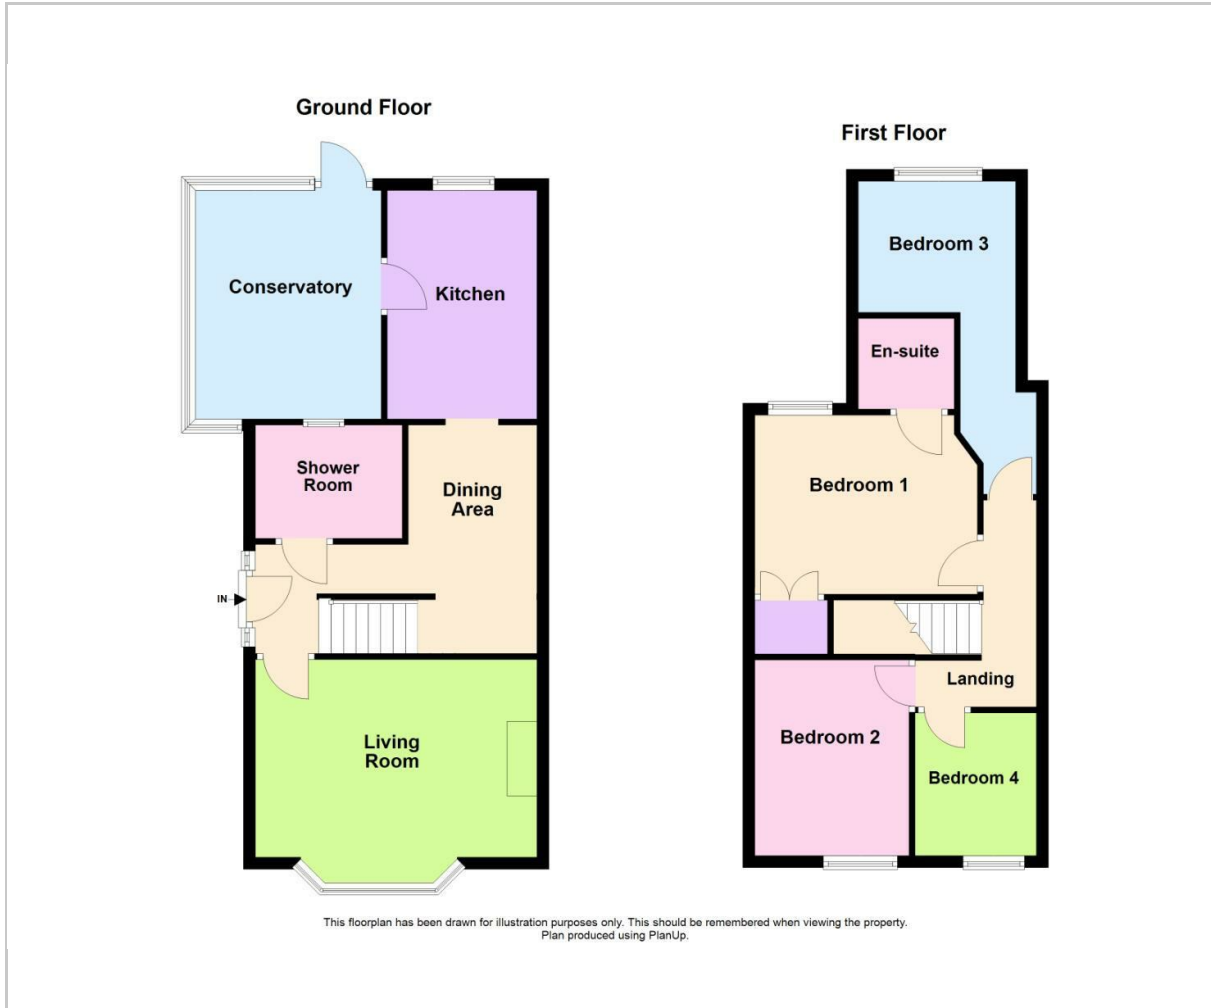 Ground Floor
Conservatory
Kitchen
Shower
Room
Dining
Area
IN
Living
Room
First Floor
Bedroom 3
En-suite
Bedroom 1
Landing
Bedroom 2
Bedroom 4
This floorplan has been drawn for illustration purposes only. This should be remembered when viewing the property.
Plan produced using PlanUp.